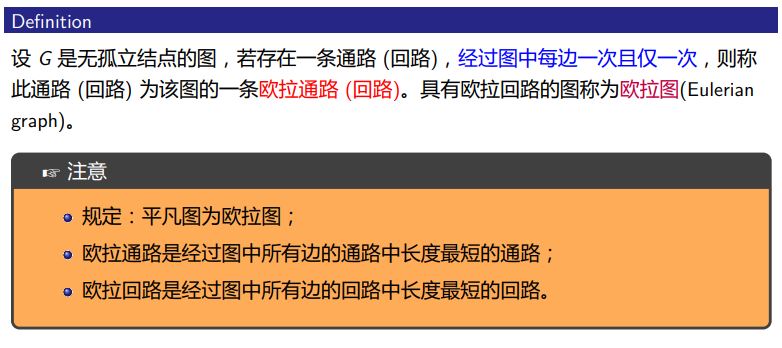 Definition
设 G 是无孤立结点的图，若存在一条通路 (回路)，经过图中每边一次且仅一次，则称
此通路 (回路) 为该图的一条欧拉通路 (回路)。具有欧拉回路的图称为欧拉图(Eulerian
graph)。
☞ 注意
规定：平凡图为欧拉图；
欧拉通路是经过图中所有边的通路中长度最短的通路；
欧拉回路是经过图中所有边的回路中长度最短的回路。